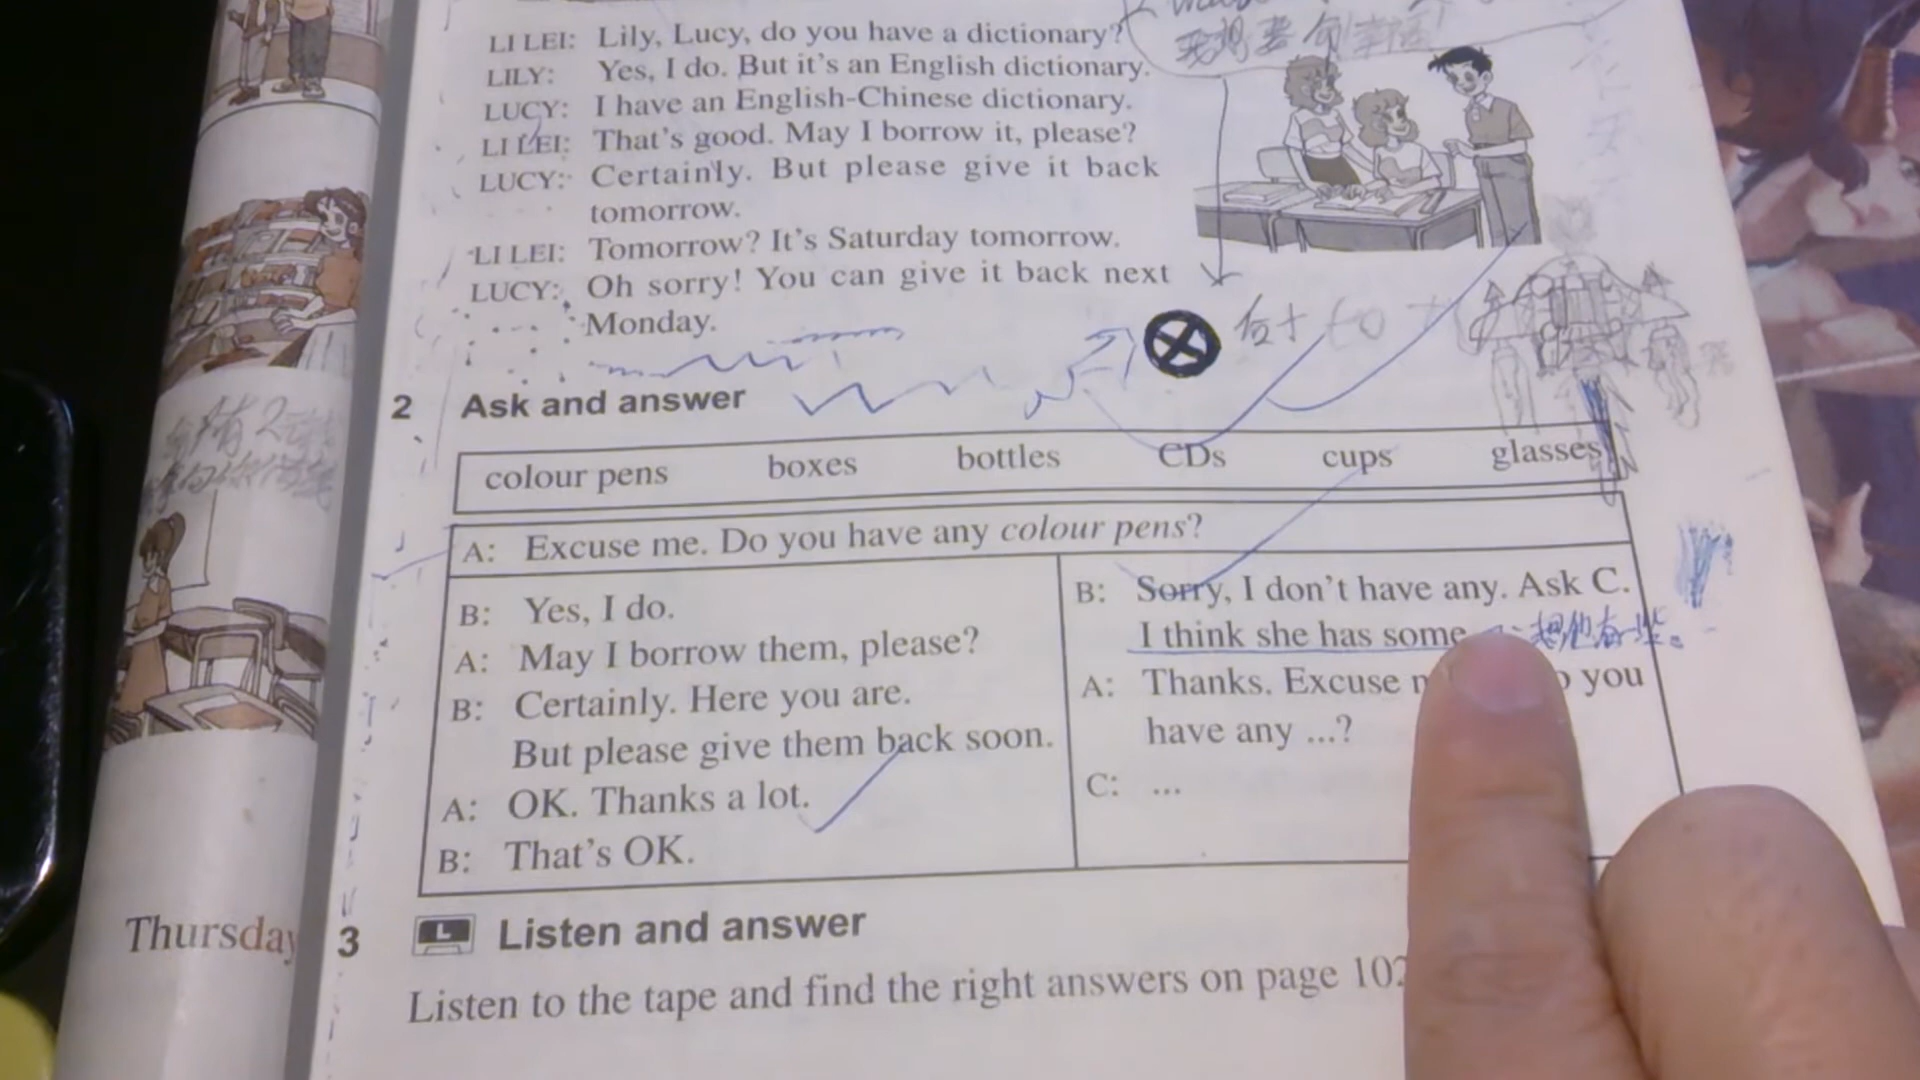 LI LEI: Lily, Lucy, do you have a dictionary?
LILY: Yes, I do. But it's an English dictionary.
LUCY: I have an English-Chinese dictionary.
LI LEI: That's good. May I borrow it, please?
LUCY: Certainly. But please give it back
tomorrow.
LI LEI: Tomorrow? It's Saturday tomorrow.
LUCY: Oh sorry! You can give it back next
Monday.
2 Ask and answer
colour pens boxes bottles CDs cups glasses
A: Excuse me. Do you have any colour pens?
B: Yes, I do.
A: May I borrow them, please?
B: Certainly. Here you are.
But please give them back soon.
A: OK. Thanks a lot.
B: That's OK.
B: Sorry, I don't have any. Ask C.
I think she has some 想他有一些。
A: Thanks. Excuse you
have any ...?
C: ...
Thursday
3 L Listen and answer
Listen to the tape and find the right answers on page